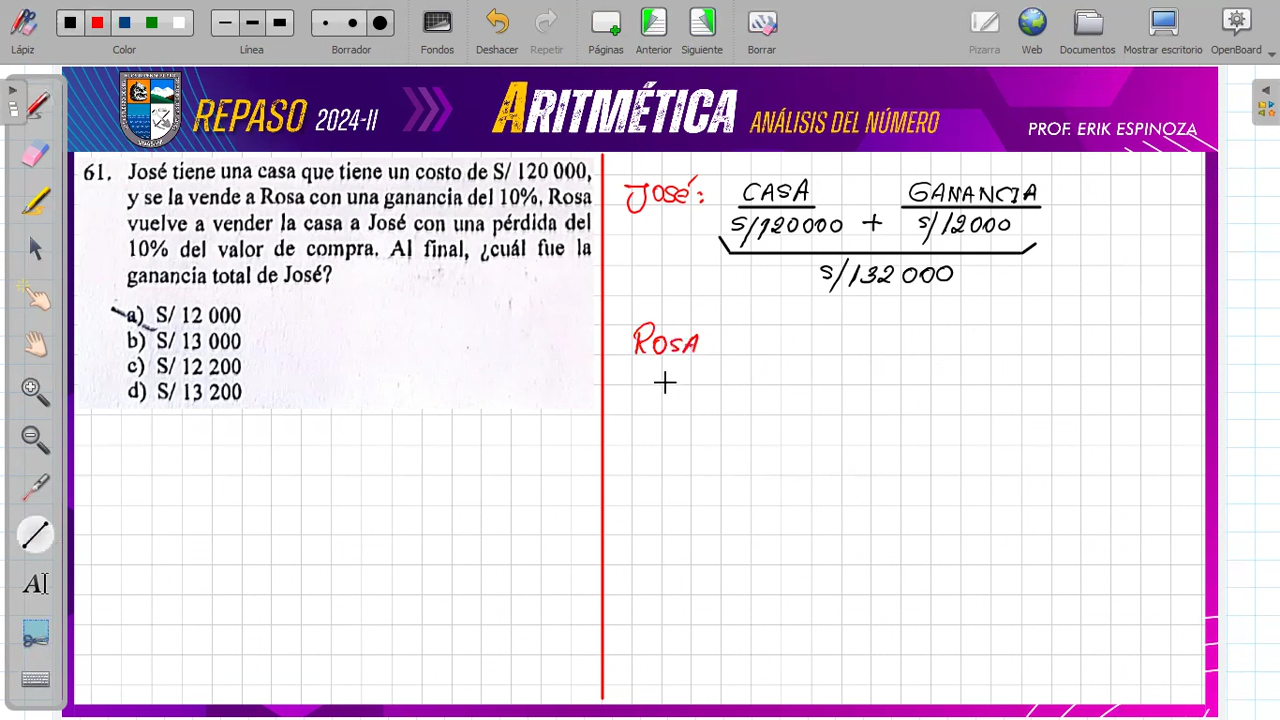 Lápiz
Color
Línea
Borrador
Fondos
Deshacer
Repetir
Páginas
Anterior
Siguiente
Borrar
Pizarra
Web
Documentos
Mostrar escritorio
OpenBoard
REPASO 2024-II
ARITMÉTICA
ANÁLISIS DEL NÚMERO
PROF. ERIK ESPINOZA
61. José tiene una casa que tiene un costo de S/ 120 000,
y se la vende a Rosa con una ganancia del 10%. Rosa
vuelve a vender la casa a José con una pérdida del
10% del valor de compra. Al final, ¿cuál fue la
ganancia total de José?
a) S/ 12 000
b) S/ 13 000
c) S/ 12 200
d) S/ 13 200
José: CASA GANANCIA
S/120000 + S/12000
S/132 000
ROSA
AI